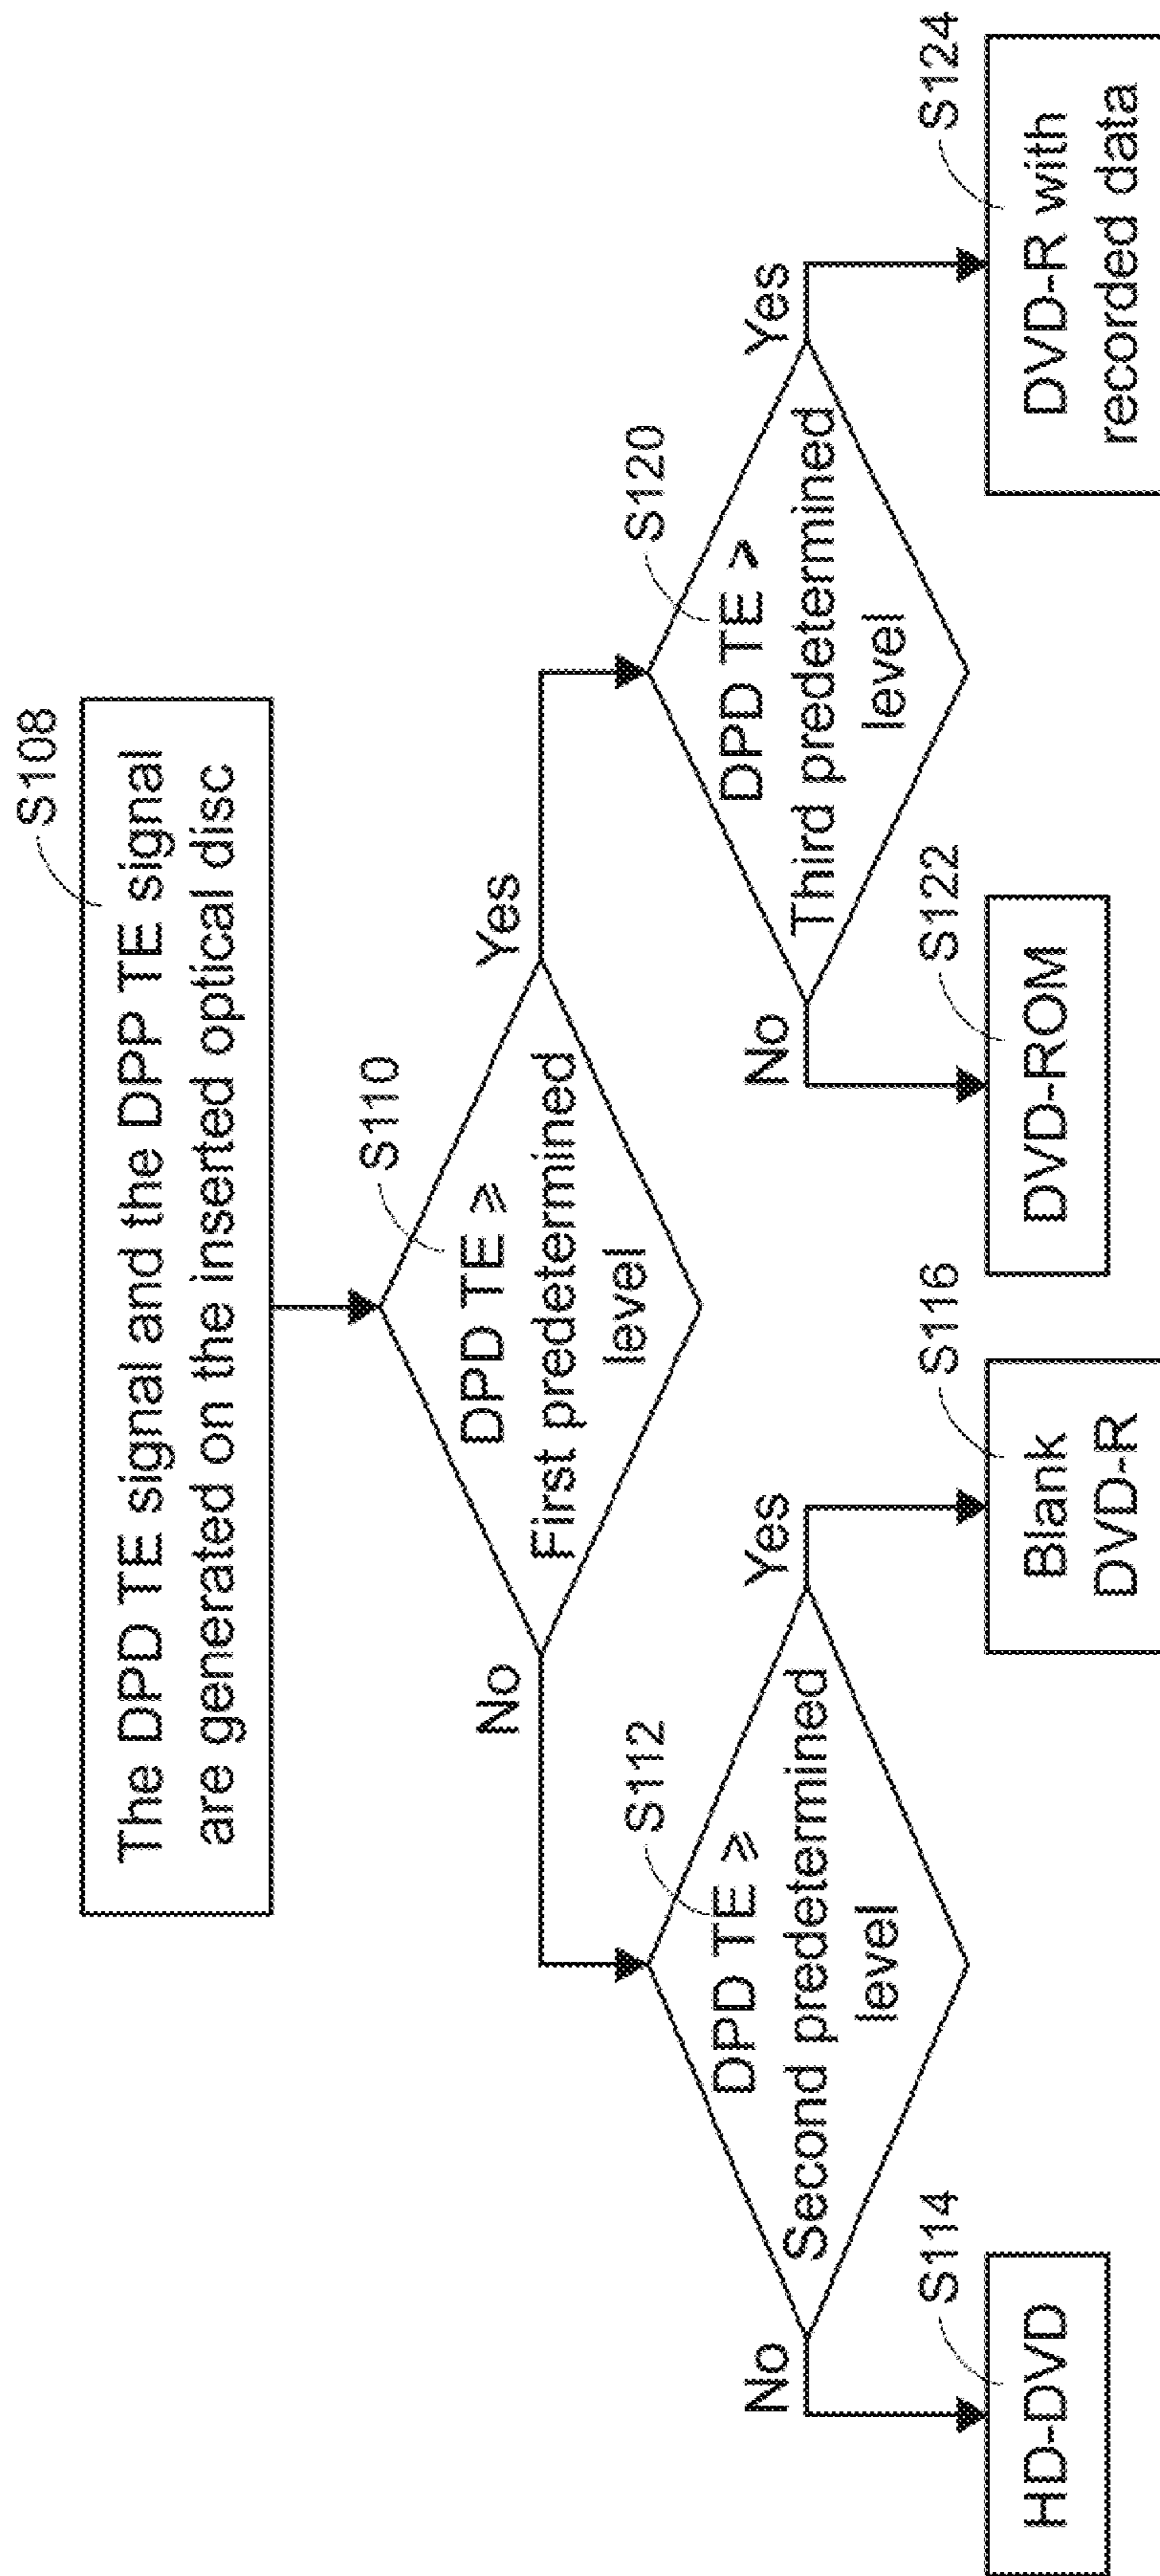 S108
The DPD TE signal and the DPP TE signal
are generated on the inserted optical disc
S110
DPD TE ≥
First predetermined
level
No
Yes
S112
DPD TE ≥
Second predetermined
level
S120
DPD TE >
Third predetermined
level
No
Yes
No
Yes
S114
HD-DVD
S116
Blank
DVD-R
S122
DVD-ROM
S124
DVD-R with
recorded data